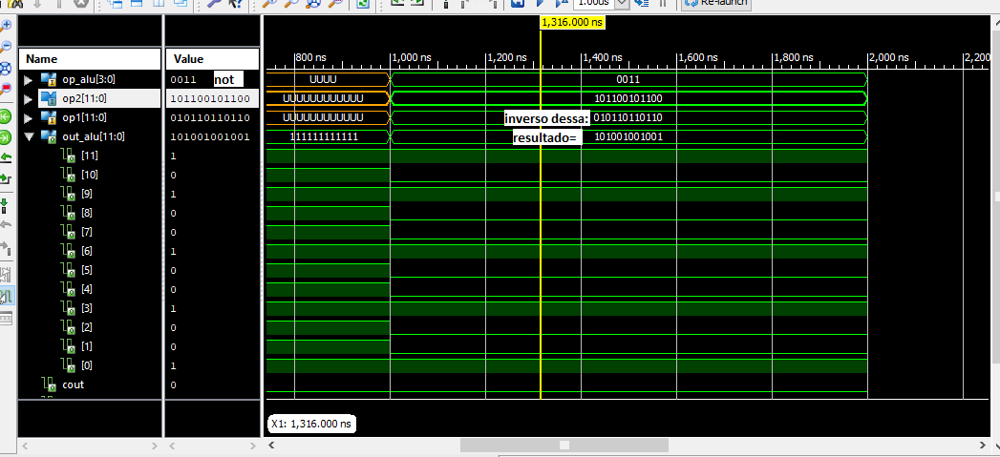 1.00us Re-launch
1,316.000 ns
Name Value
800 ns 1,000 ns 1,200 ns 1,400 ns 1,600 ns 1,800 ns 2,000 ns 2,200
op_alu[3:0] 0011 not UUUU 0011
op2[11:0] 101100101100 UUUUUUUUUUUU 101100101100
op1[11:0] 010110110110 UUUUUUUUUUUU inverso dessa: 010110110110
out_alu[11:0] 101001001001 111111111111 resultado= 101001001001
[11] 1
[10] 0
[9] 1
[8] 0
[7] 0
[6] 1
[5] 0
[4] 0
[3] 1
[2] 0
[1] 0
[0] 1
cout 0
X1: 1,316.000 ns